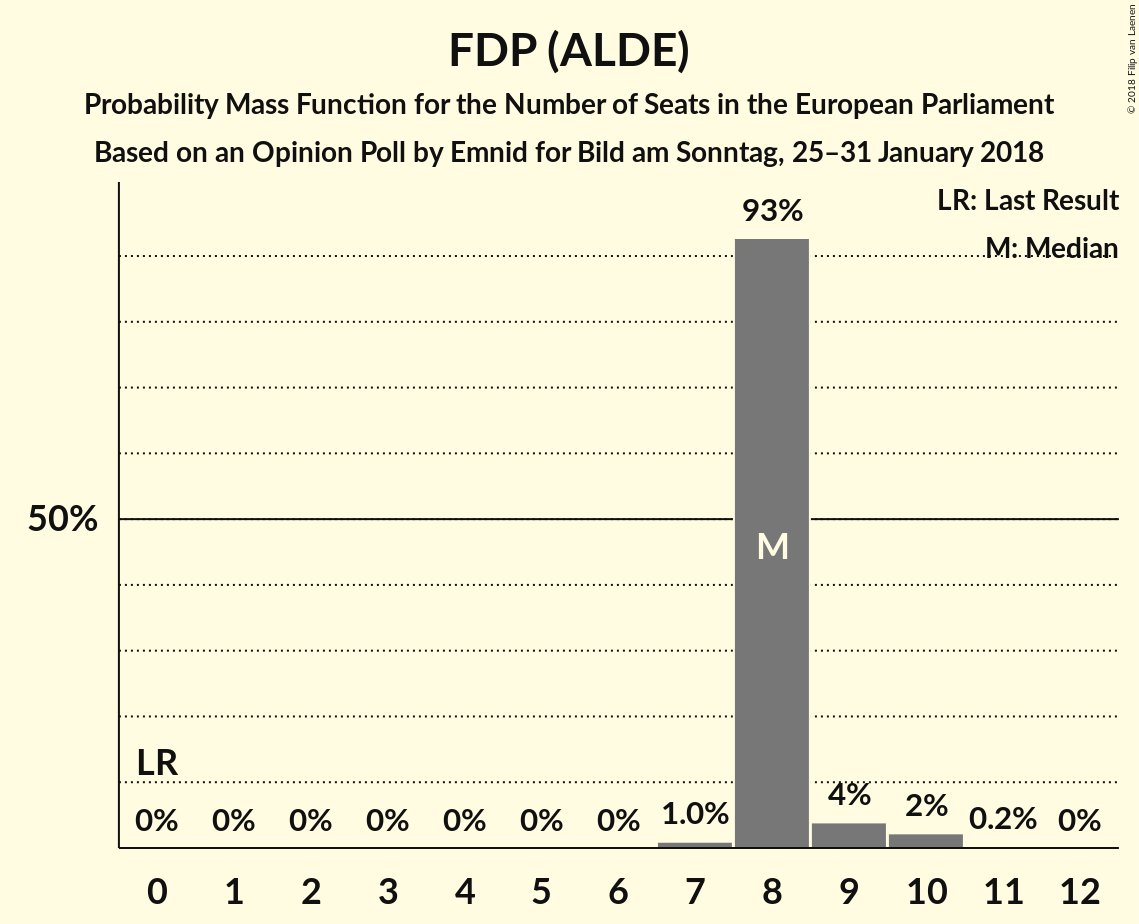 FDP (ALDE)
Probability Mass Function for the Number of Seats in the European Parliament
Based on an Opinion Poll by Emnid for Bild am Sonntag, 25–31 January 2018
© 2018 Filip van Laenen
LR: Last Result
M: Median
93%
50%
M
LR
0% 0% 0% 0% 0% 0% 0% 1.0% 4% 2% 0.2% 0%
0 1 2 3 4 5 6 7 8 9 10 11 12